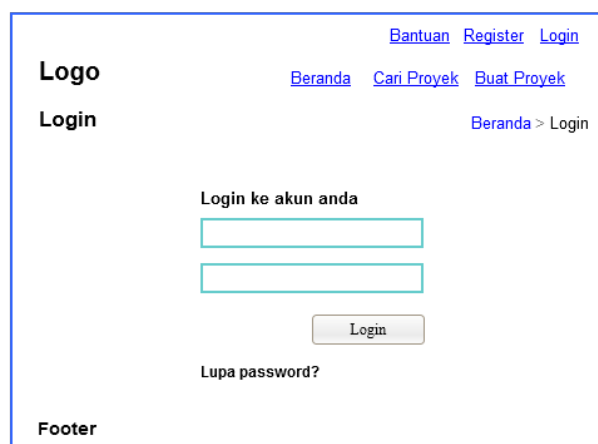 Bantuan Register Login
Logo
Beranda Cari Proyek Buat Proyek
Login
Beranda > Login
Login ke akun anda
Login
Lupa password?
Footer